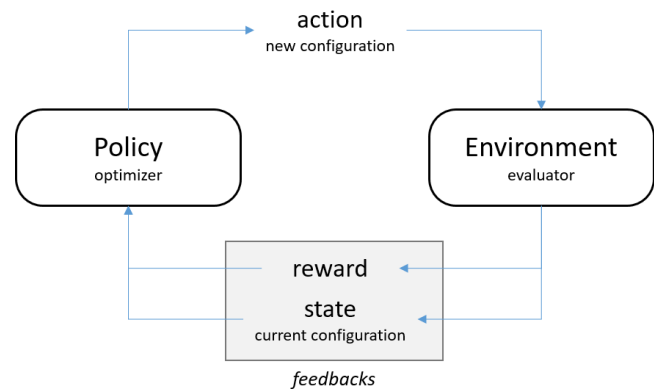 action
new configuration
Policy
optimizer
Environment
evaluator
reward
state
current configuration
feedbacks